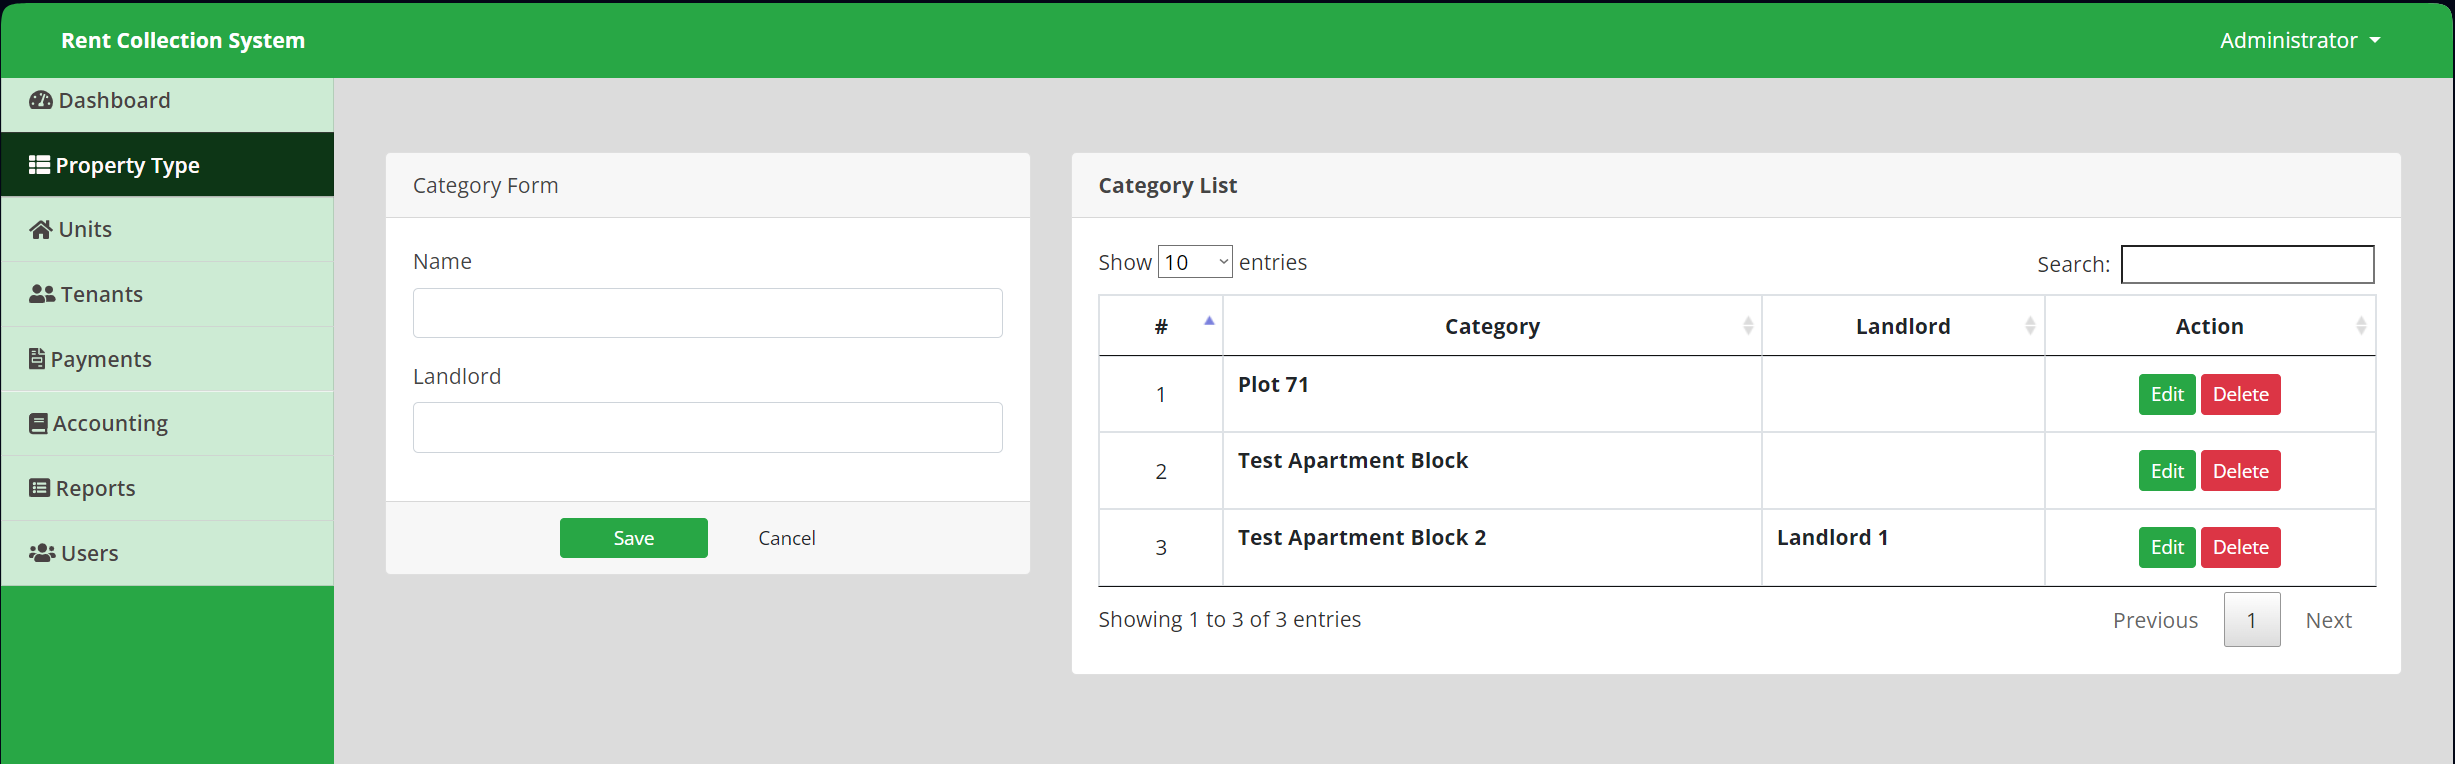 Rent Collection System
Administrator
Dashboard
Property Type
Units
Tenants
Payments
Accounting
Reports
Users
Category Form
Name
Landlord
Save Cancel
Category List
Show 10 entries
Search:
# Category Landlord Action
1 Plot 71 Edit Delete
2 Test Apartment Block Edit Delete
3 Test Apartment Block 2 Landlord 1 Edit Delete
Showing 1 to 3 of 3 entries
Previous 1 Next